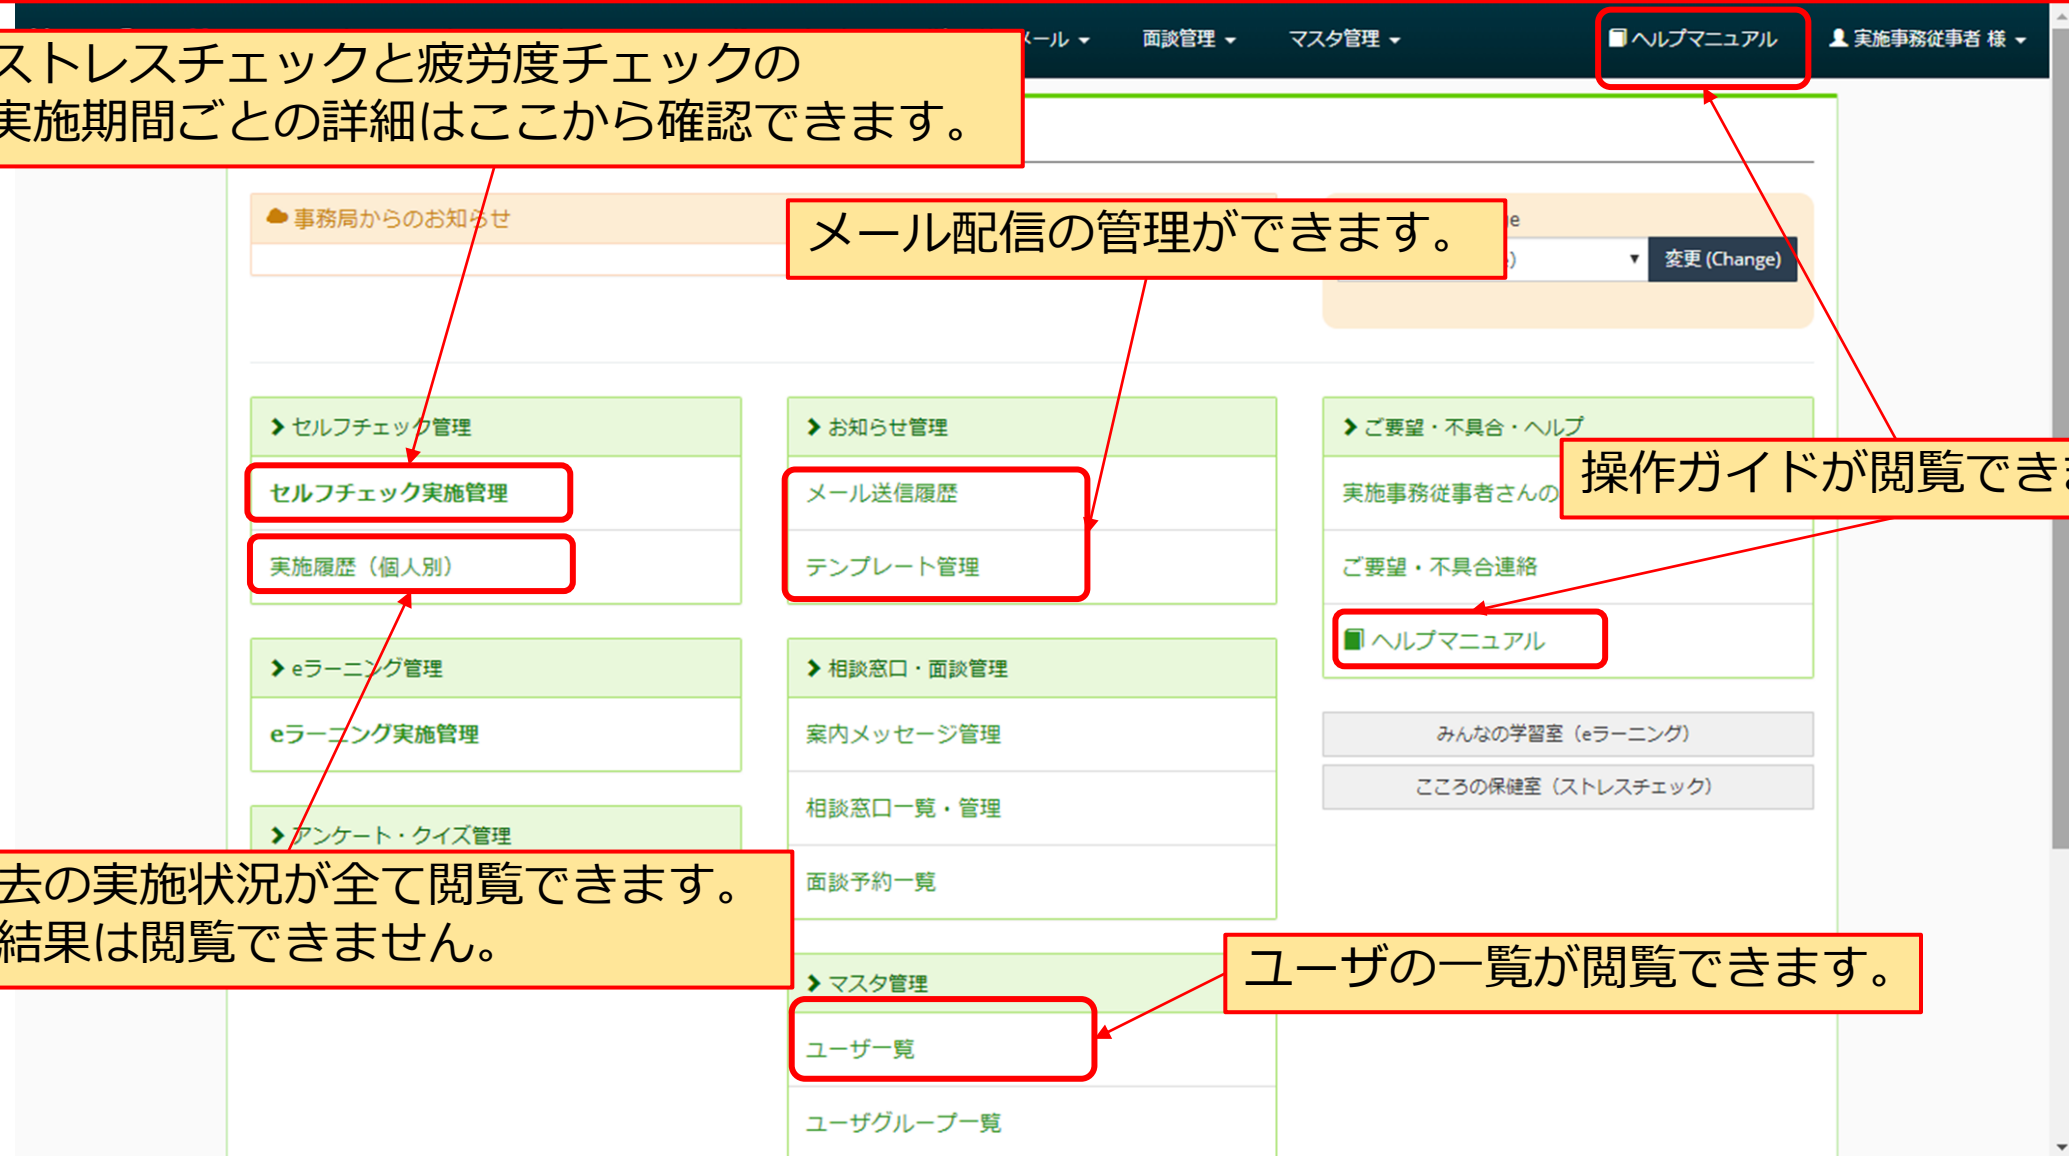 ール
面談管理
マスタ管理
ヘルプマニュアル
実施事務従事者 様
ストレスチェックと疲労度チェックの
実施期間ごとの詳細はここから確認できます。
事務局からのお知らせ
メール配信の管理ができます。
e
)
変更 (Change)
セルフチェック管理
セルフチェック実施管理
実施履歴（個人別）
eラーニング管理
eラーニング実施管理
アンケート・クイズ管理
去の実施状況が全て閲覧できます。
結果は閲覧できません。
お知らせ管理
メール送信履歴
テンプレート管理
相談窓口・面談管理
案内メッセージ管理
相談窓口一覧・管理
面談予約一覧
マスタ管理
ユーザ一覧
ユーザグループ一覧
ユーザの一覧が閲覧できます。
ご要望・不具合・ヘルプ
実施事務従事者さんの
操作ガイドが閲覧でき
ご要望・不具合連絡
ヘルプマニュアル
みんなの学習室（eラーニング）
こころの保健室（ストレスチェック）